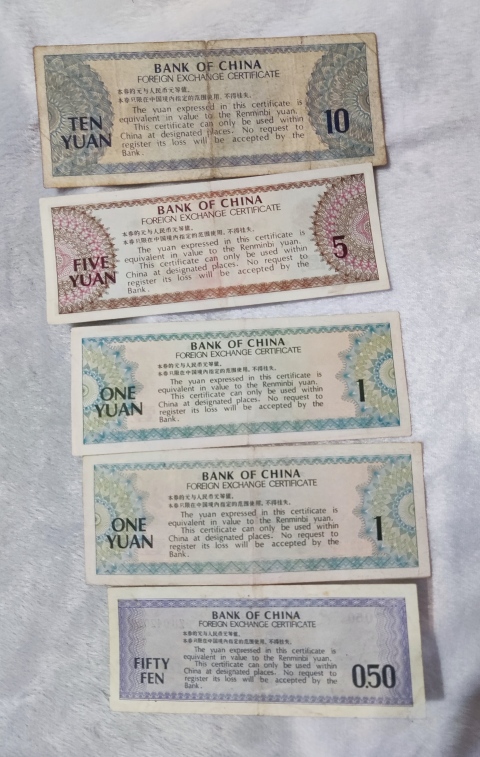 BANK OF CHINA
FOREIGN EXCHANGE CERTIFICATE
本券的元与人民币元等值。
本券只限在中国境内指定的范围使用，不得挂失。
The yuan expressed in this certificate is
equivalent in value to the Renminbi yuan.
This certificate can only be used within
China at designated places. No request to
register its loss will be accepted by the
Bank.
TEN
YUAN
10
BANK OF CHINA
FOREIGN EXCHANGE CERTIFICATE
本券的元与人民币元等值。
本券只限在中国境内指定的范围使用，不得挂失。
The yuan expressed in this certificate is
equivalent in value to the Renminbi yuan.
This certificate can only be used within
China at designated places. No request to
register its loss will be accepted by the
Bank.
FIVE
YUAN
5
BANK OF CHINA
FOREIGN EXCHANGE CERTIFICATE
本券的元与人民币元等值。
本券只限在中国境内指定的范围使用，不得挂失。
The yuan expressed in this certificate is
equivalent in value to the Renminbi yuan.
This certificate can only be used within
China at designated places. No request to
register its loss will be accepted by the
Bank.
ONE
YUAN
1
BANK OF CHINA
FOREIGN EXCHANGE CERTIFICATE
本券的元与人民币元等值。
本券只限在中国境内指定的范围使用，不得挂失。
The yuan expressed in this certificate is
equivalent in value to the Renminbi yuan.
This certificate can only be used within
China at designated places. No request to
register its loss will be accepted by the
Bank.
ONE
YUAN
1
BANK OF CHINA
FOREIGN EXCHANGE CERTIFICATE
本券的元与人民币元等值。
本券只限在中国境内指定的范围使用，不得挂失。
The yuan expressed in this certificate is
equivalent in value to the Renminbi yuan.
This certificate can only be used within
China at designated places. No request to
register its loss will be accepted by the
Bank.
FIFTY
FEN
0.50